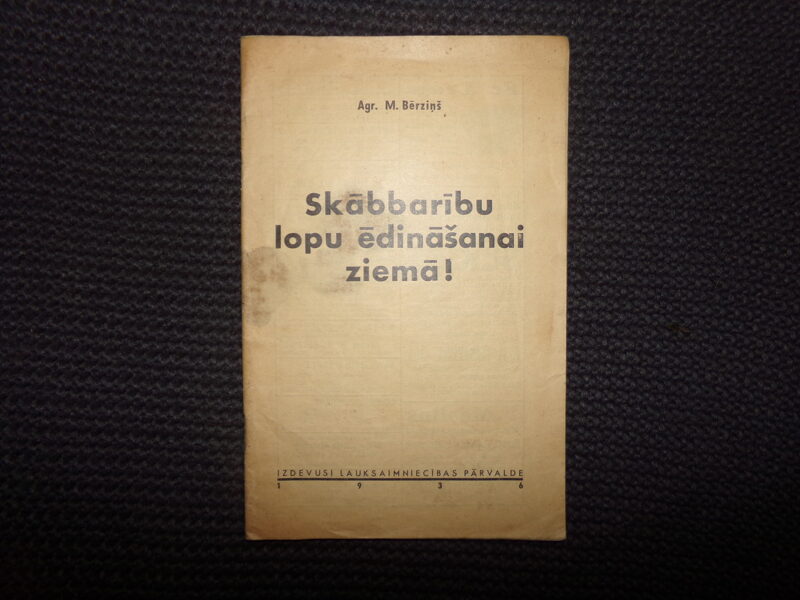 Agr. M. Bērziņš
Skābbarību
lopu ēdināšanai
ziemā!
IZDEVUSI LAUKSAIMNIECĪBAS PĀRVALDE
1 9 3 6